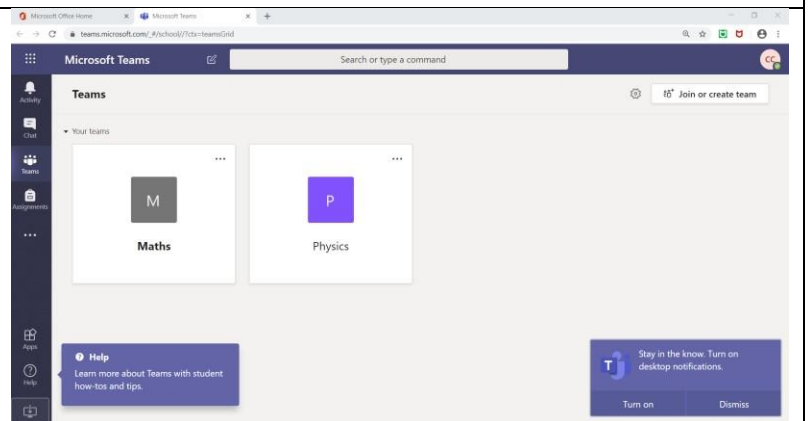 Microsoft Office Home
Microsoft Teams
teams.microsoft.com/_#/school//?ctx=teamsGrid
Microsoft Teams
Search or type a command
CC
Activity
Teams
Join or create team
Chat
Your teams
Teams
Assignments
M
Maths
P
Physics
Apps
Help
Help
Learn more about Teams with student
how-tos and tips.
T
Stay in the know. Turn on
desktop notifications.
Turn on
Dismiss